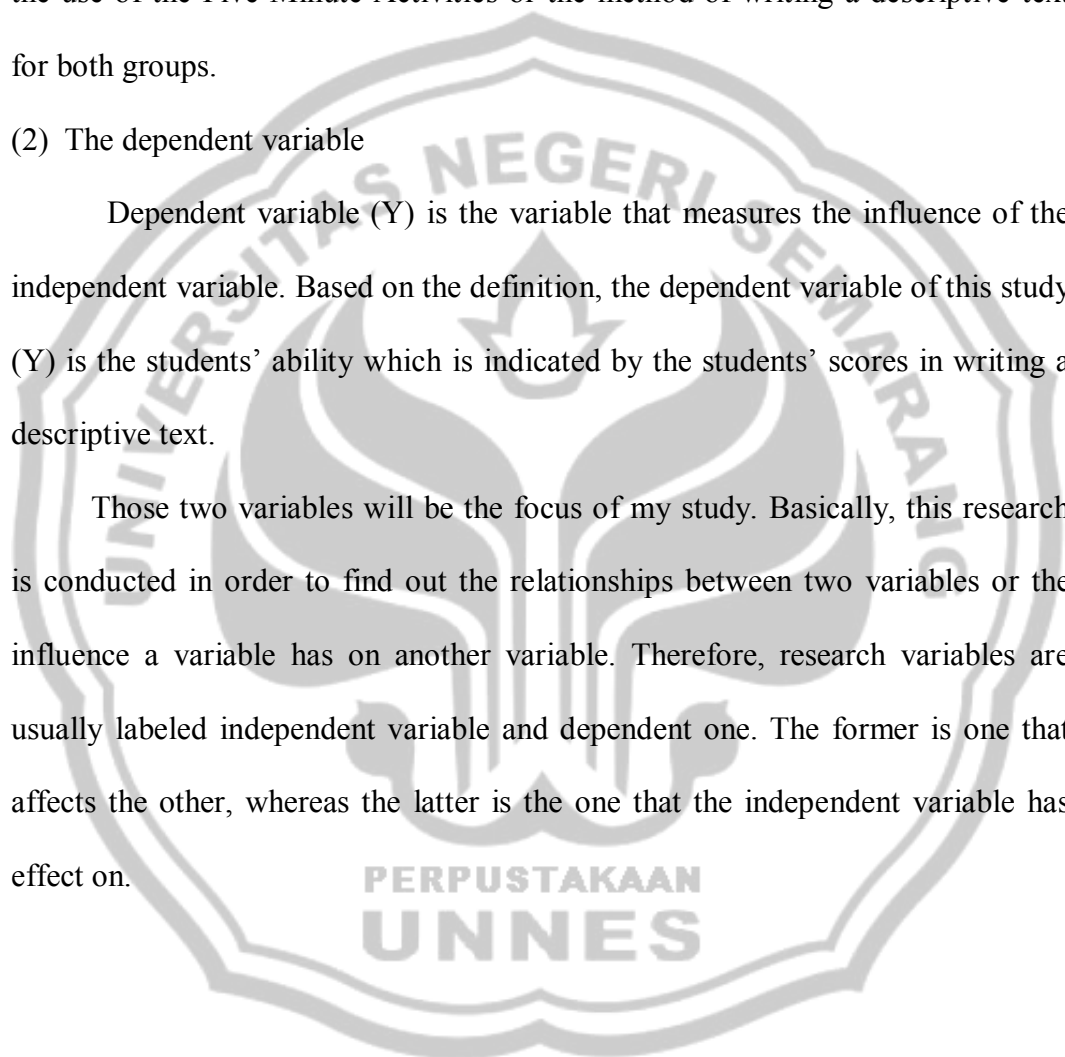 the use of the Five Minute Activities or the method of writing a descriptive text
for both groups.
(2) The dependent variable
Dependent variable (Y) is the variable that measures the influence of the
independent variable. Based on the definition, the dependent variable of this study
(Y) is the students’ ability which is indicated by the students’ scores in writing a
descriptive text.
Those two variables will be the focus of my study. Basically, this research
is conducted in order to find out the relationships between two variables or the
influence a variable has on another variable. Therefore, research variables are
usually labeled independent variable and dependent one. The former is one that
affects the other, whereas the latter is the one that the independent variable has
effect on.
UNIVERSITAS NEGERI SEMARANG
PERPUSTAKAAN
UNNES